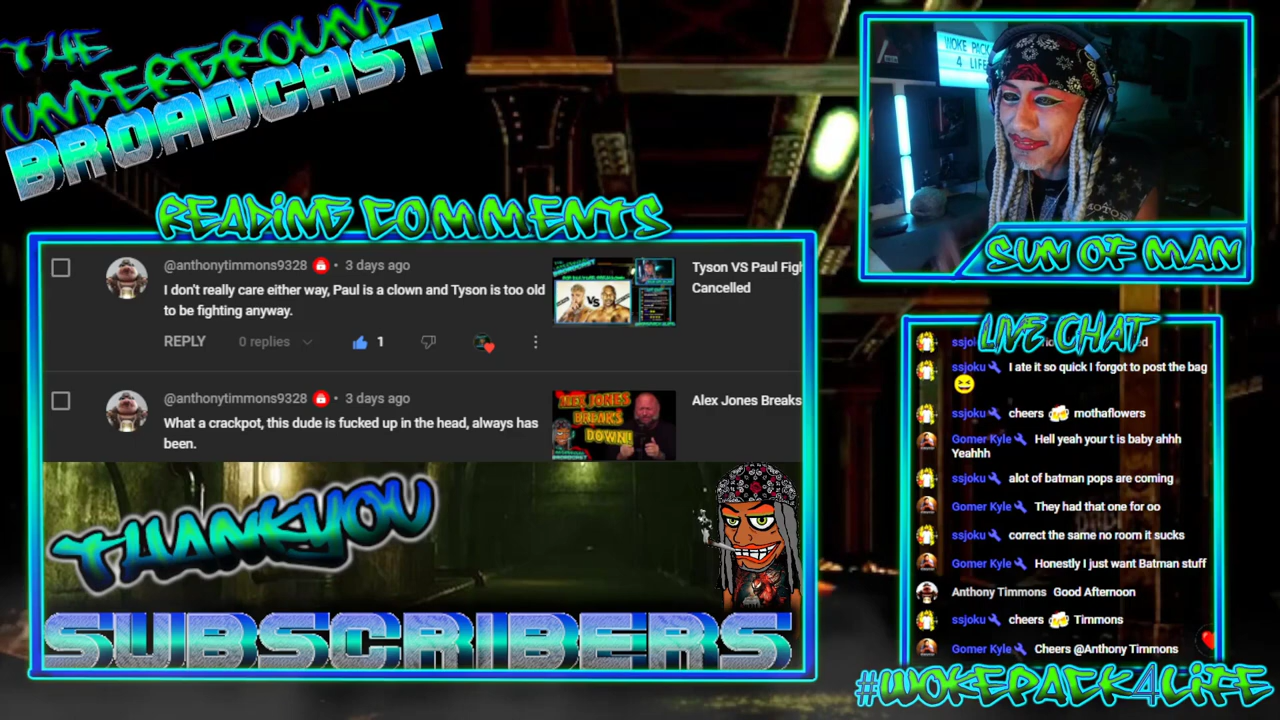 THE
UNDERGROUND
BROADCAST
WOKE PACK
4 LIFE
READING COMMENTS
@anthonytimmons9328 • 3 days ago
I don't really care either way, Paul is a clown and Tyson is too old
to be fighting anyway.
REPLY 0 replies 1
VS
Tyson VS Paul Figh
Cancelled
@anthonytimmons9328 • 3 days ago
What a crackpot, this dude is fucked up in the head, always has
been.
ALEX JONES
BREAKS
DOWN!
Alex Jones Breaks
THANKYOU
SUBSCRIBERS
SUN OF MAN
LIVE CHAT
ssjoku I ate it so quick I forgot to post the bag
ssjoku cheers mothaflowers
Gomer Kyle Hell yeah your t is baby ahhh
Yeahhh
ssjoku alot of batman pops are coming
Gomer Kyle They had that one for oo
ssjoku correct the same no room it sucks
Gomer Kyle Honestly I just want Batman stuff
Anthony Timmons Good Afternoon
ssjoku cheers Timmons
Gomer Kyle Cheers @Anthony Timmons
#WOKEPACK4LIFE